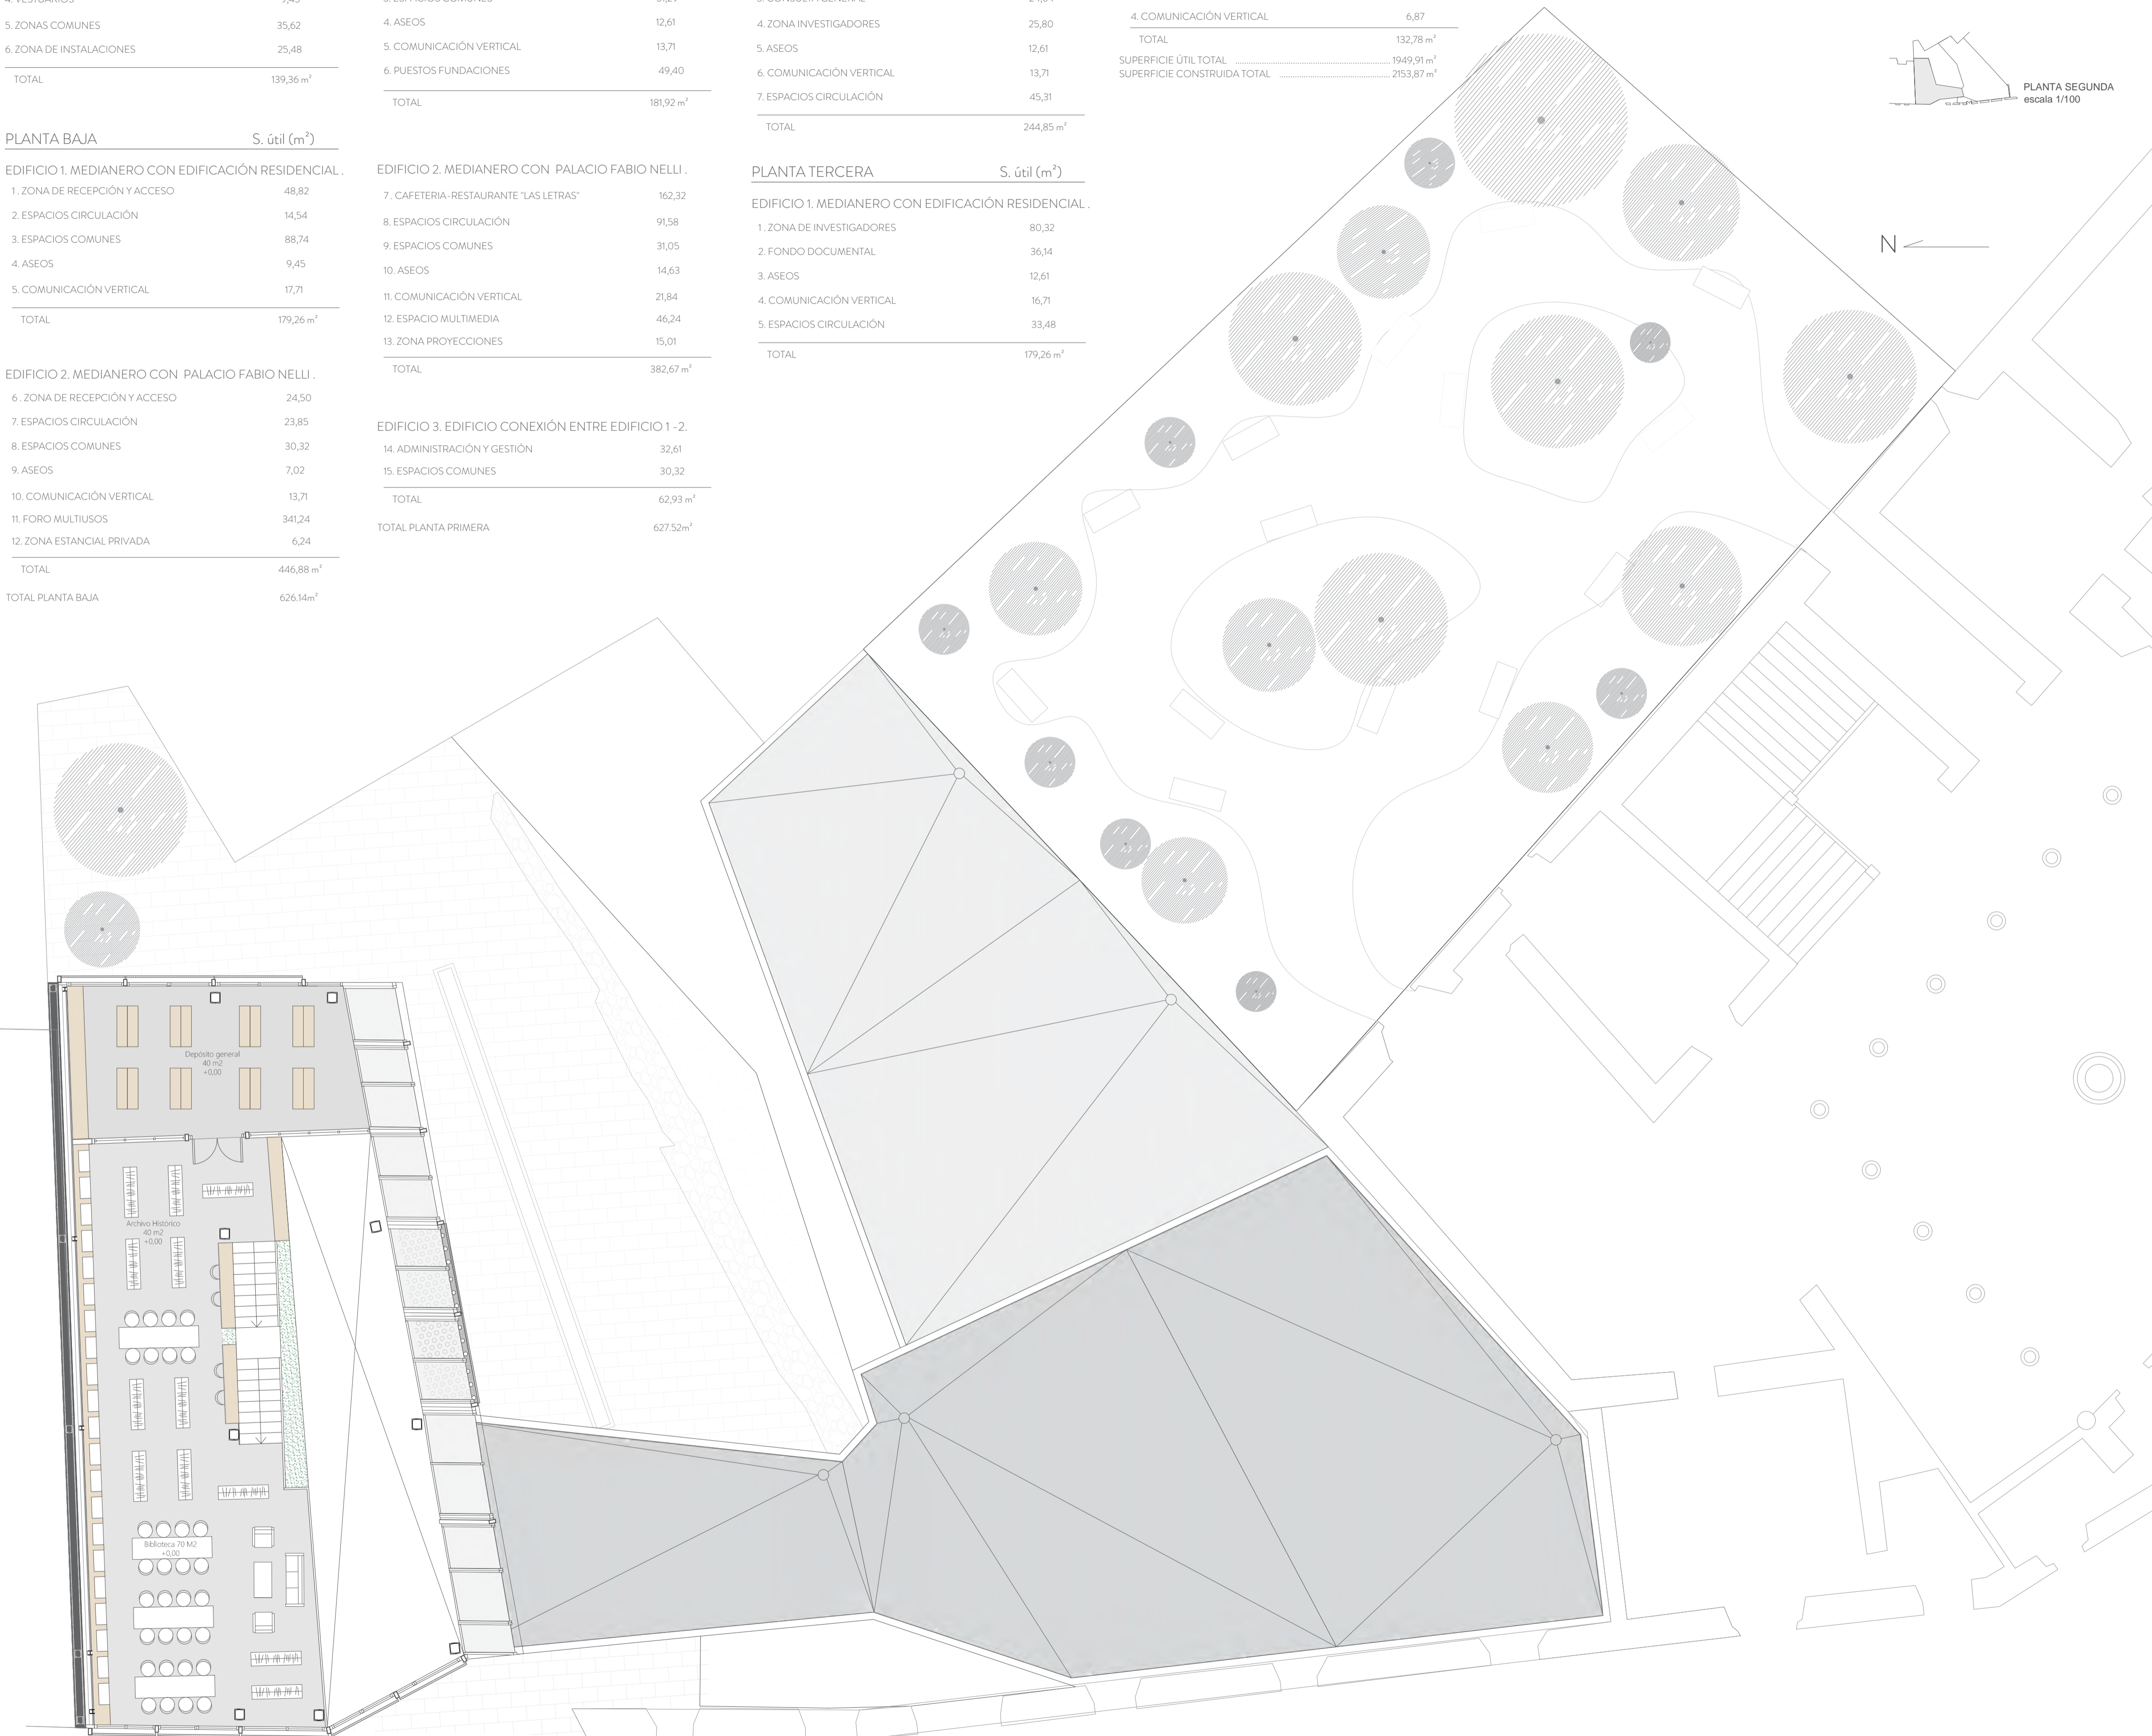 5. ZONAS COMUNES 35,62
6. ZONA DE INSTALACIONES 25,48
TOTAL 139,36 m²
PLANTA BAJA S. útil (m²)
EDIFICIO 1. MEDIANERO CON EDIFICACIÓN RESIDENCIAL .
1 . ZONA DE RECEPCIÓN Y ACCESO 48,82
2. ESPACIOS CIRCULACIÓN 14,54
3. ESPACIOS COMUNES 88,74
4. ASEOS 9,45
5. COMUNICACIÓN VERTICAL 17,71
TOTAL 179,26 m²
EDIFICIO 2. MEDIANERO CON PALACIO FABIO NELLI .
6 . ZONA DE RECEPCIÓN Y ACCESO 24,50
7. ESPACIOS CIRCULACIÓN 23,85
8. ESPACIOS COMUNES 30,32
9. ASEOS 7,02
10. COMUNICACIÓN VERTICAL 13,71
11. FORO MULTIUSOS 341,24
12. ZONA ESTANCIAL PRIVADA 6,24
TOTAL 446,88 m²
TOTAL PLANTA BAJA 626.14m²
4. ASEOS 12,61
5. COMUNICACIÓN VERTICAL 13,71
6. PUESTOS FUNDACIONES 49,40
TOTAL 181,92 m²
EDIFICIO 2. MEDIANERO CON PALACIO FABIO NELLI .
7 . CAFETERIA-RESTAURANTE "LAS LETRAS" 162,32
8. ESPACIOS CIRCULACIÓN 91,58
9. ESPACIOS COMUNES 31,05
10. ASEOS 14,63
11. COMUNICACIÓN VERTICAL 21,84
12. ESPACIO MULTIMEDIA 46,24
13. ZONA PROYECCIONES 15,01
TOTAL 382,67 m²
EDIFICIO 3. EDIFICIO CONEXIÓN ENTRE EDIFICIO 1 -2.
14. ADMINISTRACIÓN Y GESTIÓN 32,61
15. ESPACIOS COMUNES 30,32
TOTAL 62,93 m²
TOTAL PLANTA PRIMERA 627.52m²
4. ZONA INVESTIGADORES 25,80
5. ASEOS 12,61
6. COMUNICACIÓN VERTICAL 13,71
7. ESPACIOS CIRCULACIÓN 45,31
TOTAL 244,85 m²
PLANTA TERCERA S. útil (m²)
EDIFICIO 1. MEDIANERO CON EDIFICACIÓN RESIDENCIAL .
1 . ZONA DE INVESTIGADORES 80,32
2. FONDO DOCUMENTAL 36,14
3. ASEOS 12,61
4. COMUNICACIÓN VERTICAL 16,71
5. ESPACIOS CIRCULACIÓN 33,48
TOTAL 179,26 m²
4. COMUNICACIÓN VERTICAL 6,87
TOTAL 132,78 m²
SUPERFICIE ÚTIL TOTAL 1949,91 m²
SUPERFICIE CONSTRUIDA TOTAL 2153,87 m²
PLANTA SEGUNDA
escala 1/100
N
Depósito general
40 m2
+0,00
Archivo Histórico
40 m2
+0,00
Biblioteca 70 M2
+0,00